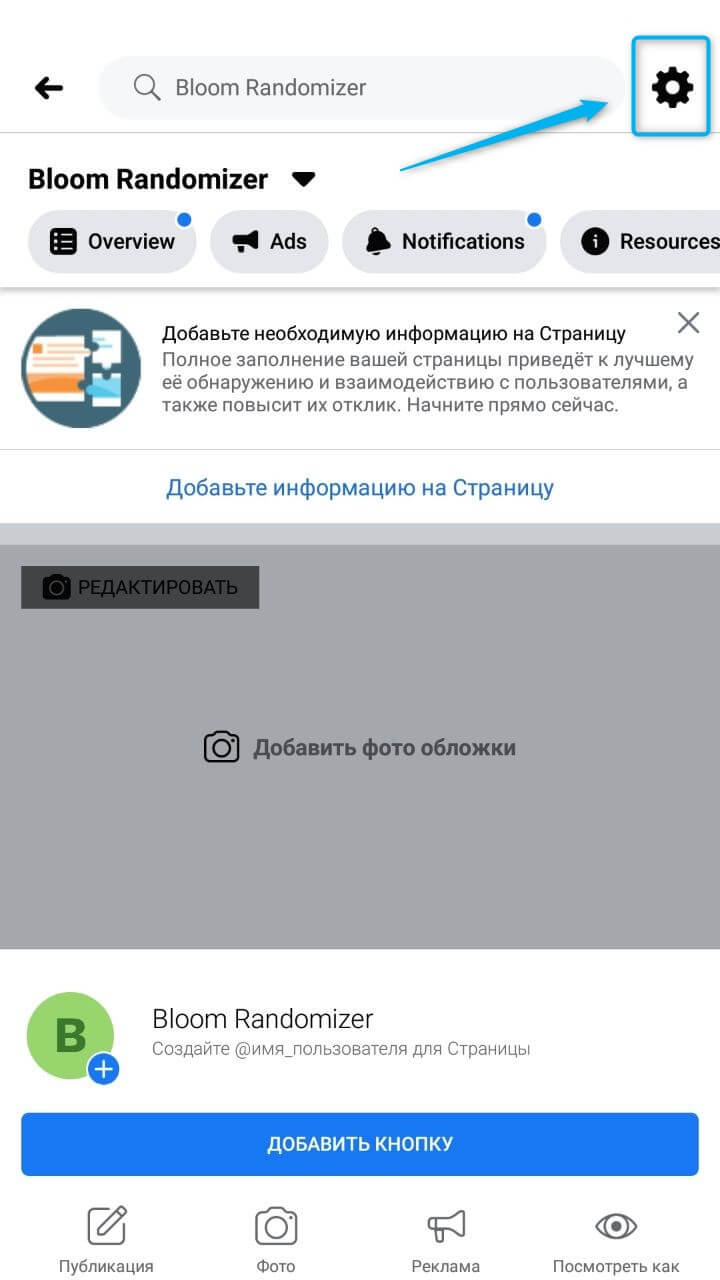 Bloom Randomizer
Bloom Randomizer
Overview
Ads
Notifications
Resources
Добавьте необходимую информацию на Страницу
Полное заполнение вашей страницы приведёт к лучшему
её обнаружению и взаимодействию с пользователями, а
также повысит их отклик. Начните прямо сейчас.
Добавьте информацию на Страницу
РЕДАКТИРОВАТЬ
Добавить фото обложки
B
Bloom Randomizer
Создайте @имя_пользователя для Страницы
ДОБАВИТЬ КНОПКУ
Публикация
Фото
Реклама
Посмотреть как